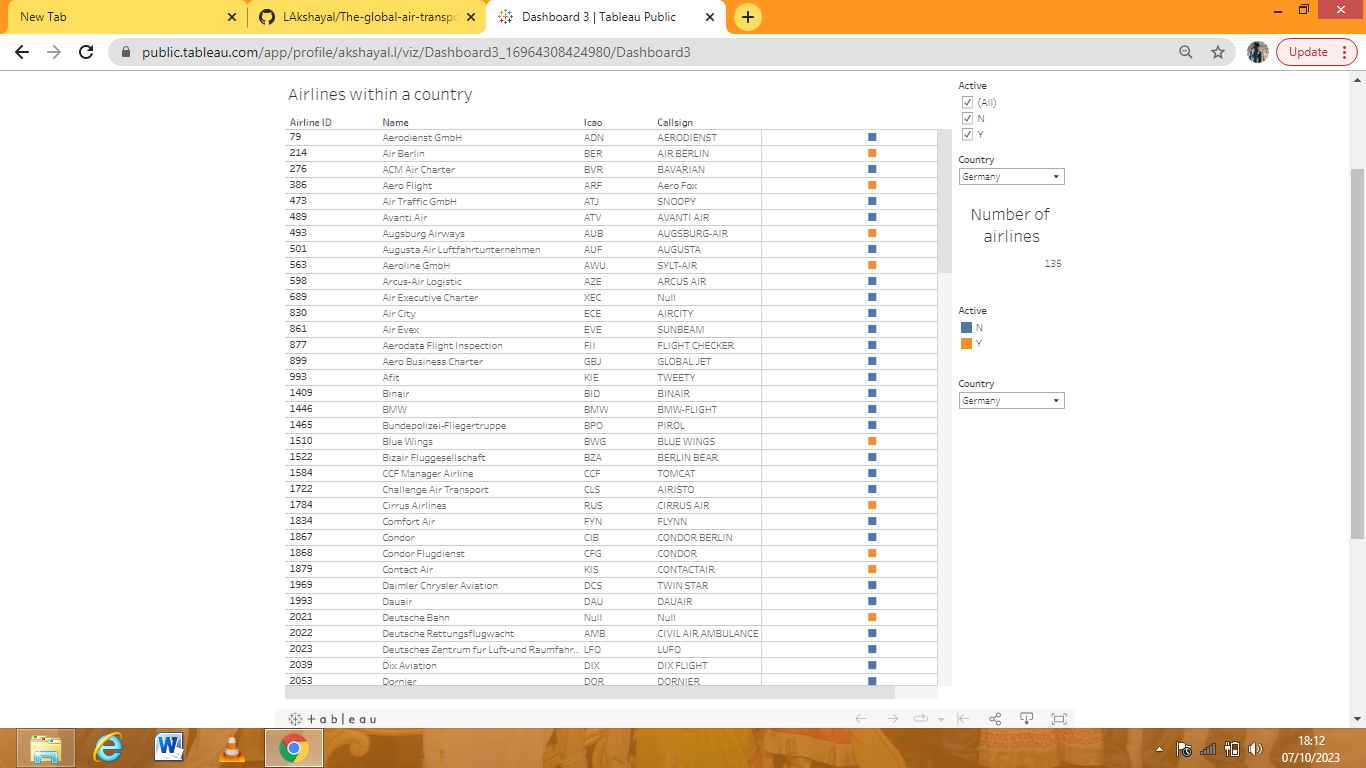 New Tab
LAkshayal/The-global-air-transpo
Dashboard 3 | Tableau Public
public.tableau.com/app/profile/akshayal.l/viz/Dashboard3_16964308424980/Dashboard3
Update
Airlines within a country
Airline ID Name Icao Callsign
79 Aerodienst GmbH ADN AERODIENST
214 Air Berlin BER AIR BERLIN
276 ACM Air Charter BVR BAVARIAN
386 Aero Flight ARF Aero Fox
473 Air Traffic GmbH ATJ SNOOPY
489 Avanti Air ATV AVANTI AIR
493 Augsburg Airways AUB AUGSBURG-AIR
501 Augusta Air Luftfahrtunternehmen AUF AUGUSTA
563 Aeroline GmbH AWU SYLT-AIR
598 Arcus-Air Logistic AZE ARCUS AIR
689 Air Executive Charter XEC Null
830 Air City ECE AIRCITY
861 Air Evex EVE SUNBEAM
877 Aerodata Flight Inspection FII FLIGHT CHECKER
899 Aero Business Charter GBJ GLOBAL JET
993 Afit KIE TWEETY
1409 Binair BID BINAIR
1446 BMW BMW BMW-FLIGHT
1465 Bundepolizei-Fliegertruppe BPO PIROL
1510 Blue Wings BWG BLUE WINGS
1522 Bizair Fluggesellschaft BZA BERLIN BEAR
1584 CCF Manager Airline CCF TOMCAT
1722 Challenge Air Transport CLS AIRISTO
1784 Cirrus Airlines RUS CIRRUS AIR
1834 Comfort Air FYN FLYNN
1867 Condor CIB CONDOR BERLIN
1868 Condor Flugdienst CFG CONDOR
1879 Contact Air KIS CONTACTAIR
1969 Daimler Chrysler Aviation DCS TWIN STAR
1993 Dauair DAU DAUAIR
2021 Deutsche Bahn Null Null
2022 Deutsche Rettungsflugwacht AMB CIVIL AIR AMBULANCE
2023 Deutsches Zentrum fur Luft-und Raumfahr.. LFO LUFO
2039 Dix Aviation DIX DIX FLIGHT
2053 Dornier DOR DORNIER
Active
(All)
N
Y
Country
Germany
Number of
airlines
135
Active
N
Y
Country
Germany
+ a b | e a u
18:12
07/10/2023